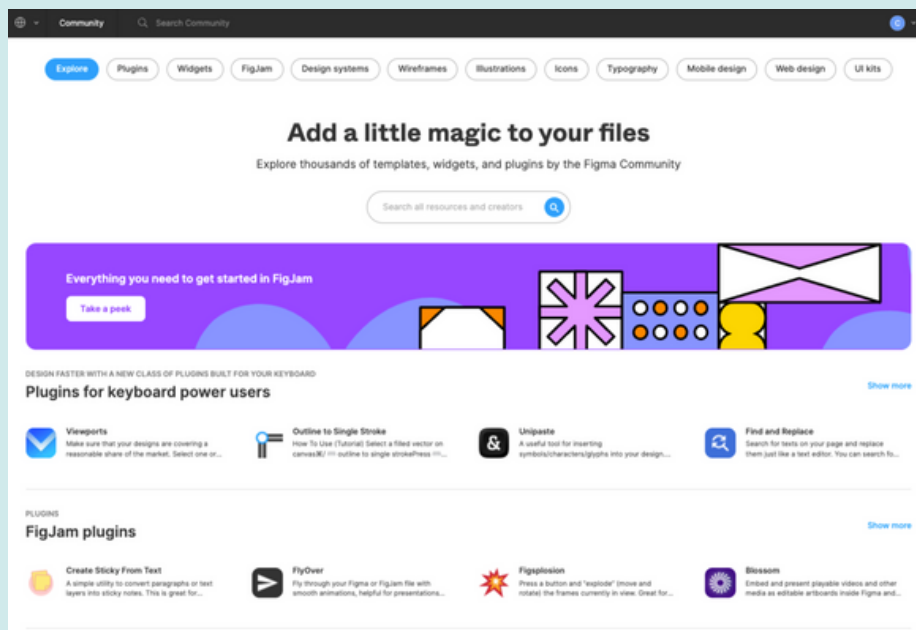 Community
Search Community
C
Explore
Plugins
Widgets
FigJam
Design systems
Wireframes
Illustrations
Icons
Typography
Mobile design
Web design
UI kits
Add a little magic to your files
Explore thousands of templates, widgets, and plugins by the Figma Community
Search all resources and creators
Everything you need to get started in FigJam
Take a peek
DESIGN FASTER WITH A NEW CLASS OF PLUGINS BUILT FOR YOUR KEYBOARD
Plugins for keyboard power users
Show more
Viewports
Make sure that your designs are covering a
reasonable share of the market. Select one or...
Outline to Single Stroke
How To Use (Tutorial) Select a filled vector on
canvas⌘/ outline to single strokePress
&
Unipaste
A useful tool for inserting
symbols/characters/glyphs into your design....
Find and Replace
Search for texts on your page and replace
them just like a text editor. You can search fo...
PLUGINS
FigJam plugins
Show more
Create Sticky From Text
A simple utility to convert paragraphs or text
layers into sticky notes. This is great for...
FlyOver
Fly through your Figma or FigJam file with
smooth animations, helpful for presentations...
Figsplosion
Press a button and "explode" (move and
rotate) the frames currently in view. Great for...
Blossom
Embed and present playable videos and other
media as editable artboards inside Figma and...